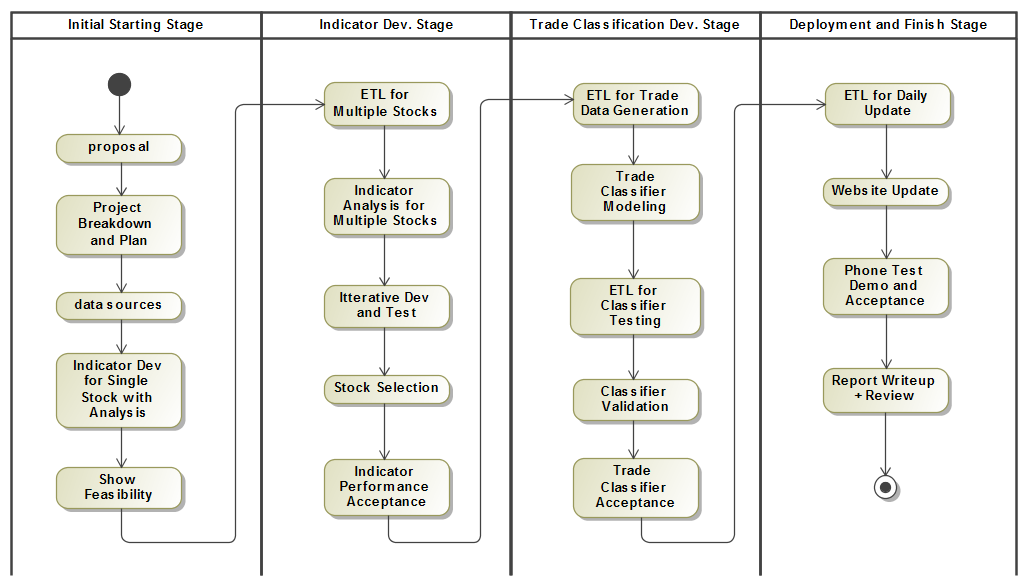 Initial Starting Stage
proposal
Project
Breakdown
and Plan
data sources
Indicator Dev
for Single
Stock with
Analysis
Show
Feasibility
Indicator Dev. Stage
ETL for
Multiple Stocks
Indicator
Analysis for
Multiple Stocks
Itterative Dev
and Test
Stock Selection
Indicator
Performance
Acceptance
Trade Classification Dev. Stage
ETL for Trade
Data Generation
Trade
Classifier
Modeling
ETL for
Classifier
Testing
Classifier
Validation
Trade
Classifier
Acceptance
Deployment and Finish Stage
ETL for Daily
Update
Website Update
Phone Test
Demo and
Acceptance
Report Writeup
+ Review